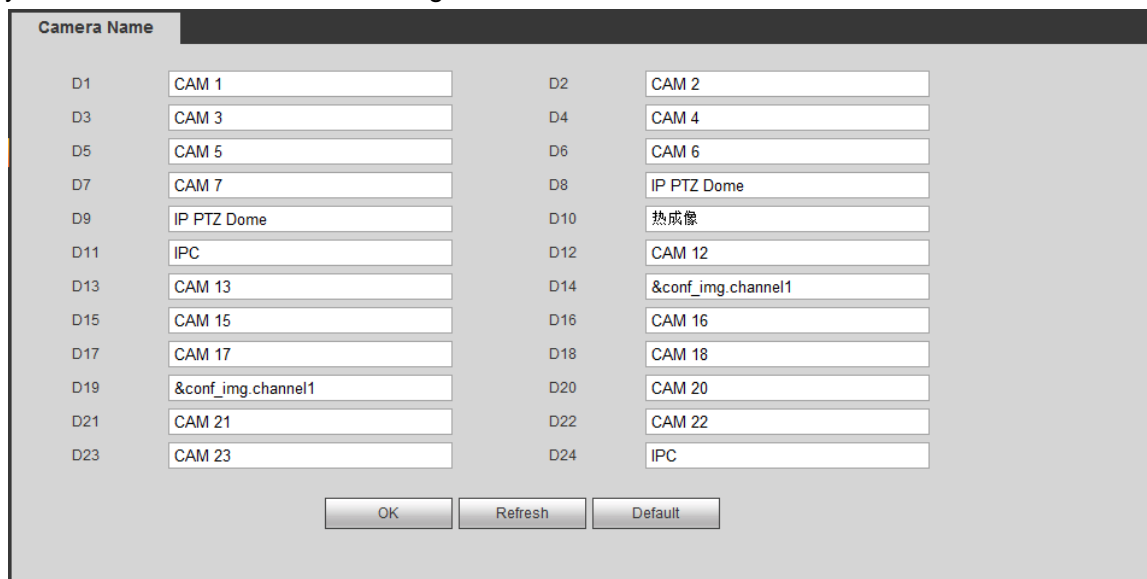 Camera Name
D1 CAM 1 D2 CAM 2
D3 CAM 3 D4 CAM 4
D5 CAM 5 D6 CAM 6
D7 CAM 7 D8 IP PTZ Dome
D9 IP PTZ Dome D10 热成像
D11 IPC D12 CAM 12
D13 CAM 13 D14 &conf_img.channel1
D15 CAM 15 D16 CAM 16
D17 CAM 17 D18 CAM 18
D19 &conf_img.channel1 D20 CAM 20
D21 CAM 21 D22 CAM 22
D23 CAM 23 D24 IPC
OK Refresh Default